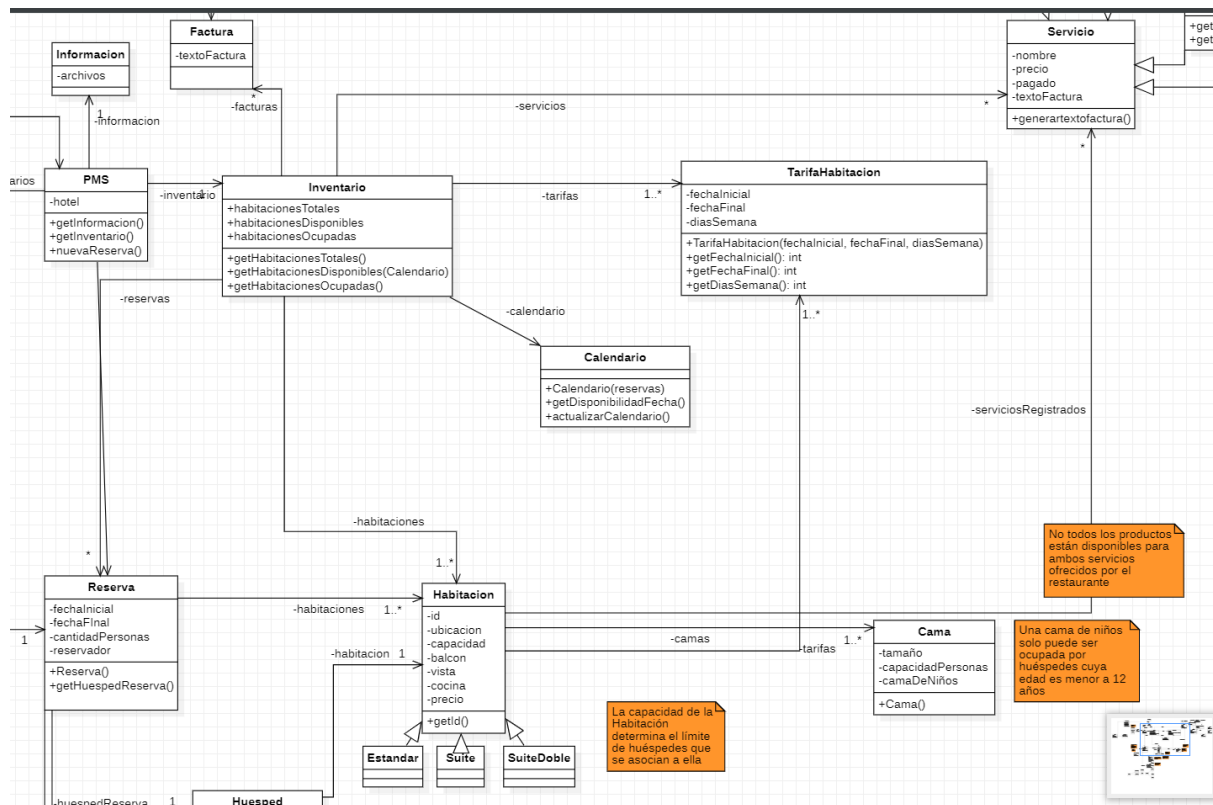 Factura
-textoFactura
Informacion
-archivos
-facturas
*
1
-informacion
-servicios
*
Servicio
-nombre
-precio
-pagado
-textoFactura
+generartextofactura()
+get
+get
*
arios
PMS
-hotel
+getInformacion()
+getInventario()
+nuevaReserva()
-inventario
1
Inventario
+habitacionesTotales
+habitacionesDisponibles
+habitacionesOcupadas
+getHabitacionesTotales()
+getHabitacionesDisponibles(Calendario)
+getHabitacionesOcupadas()
-tarifas
1..*
TarifaHabitacion
-fechaInicial
-fechaFinal
-diasSemana
+TarifaHabitacion(fechaInicial, fechaFinal, diasSemana)
+getFechaInicial(): int
+getFechaFinal(): int
+getDiasSemana(): int
-reservas
-calendario
1..*
Calendario
+Calendario(reservas)
+getDisponibilidadFecha()
+actualizarCalendario()
-serviciosRegistrados
-habitaciones
1..*
*
No todos los productos
están disponibles para
ambos servicios
ofrecidos por el
restaurante
Reserva
-fechaInicial
-fechaFInal
-cantidadPersonas
-reservador
+Reserva()
+getHuespedReserva()
1
-habitaciones
1..*
-habitacion
1
Habitacion
-id
-ubicacion
-capacidad
-balcon
-vista
-cocina
-precio
+getId()
-camas
1..*
-tarifas
Cama
-tamaño
-capacidadPersonas
-camaDeNiños
+Cama()
Una cama de niños
solo puede ser
ocupada por
huéspedes cuya
edad es menor a 12
años
La capacidad de la
Habitación
determina el límite
de huéspedes que
se asocian a ella
Estandar
Suite
SuiteDoble
-huespedReserva
1
Huesped